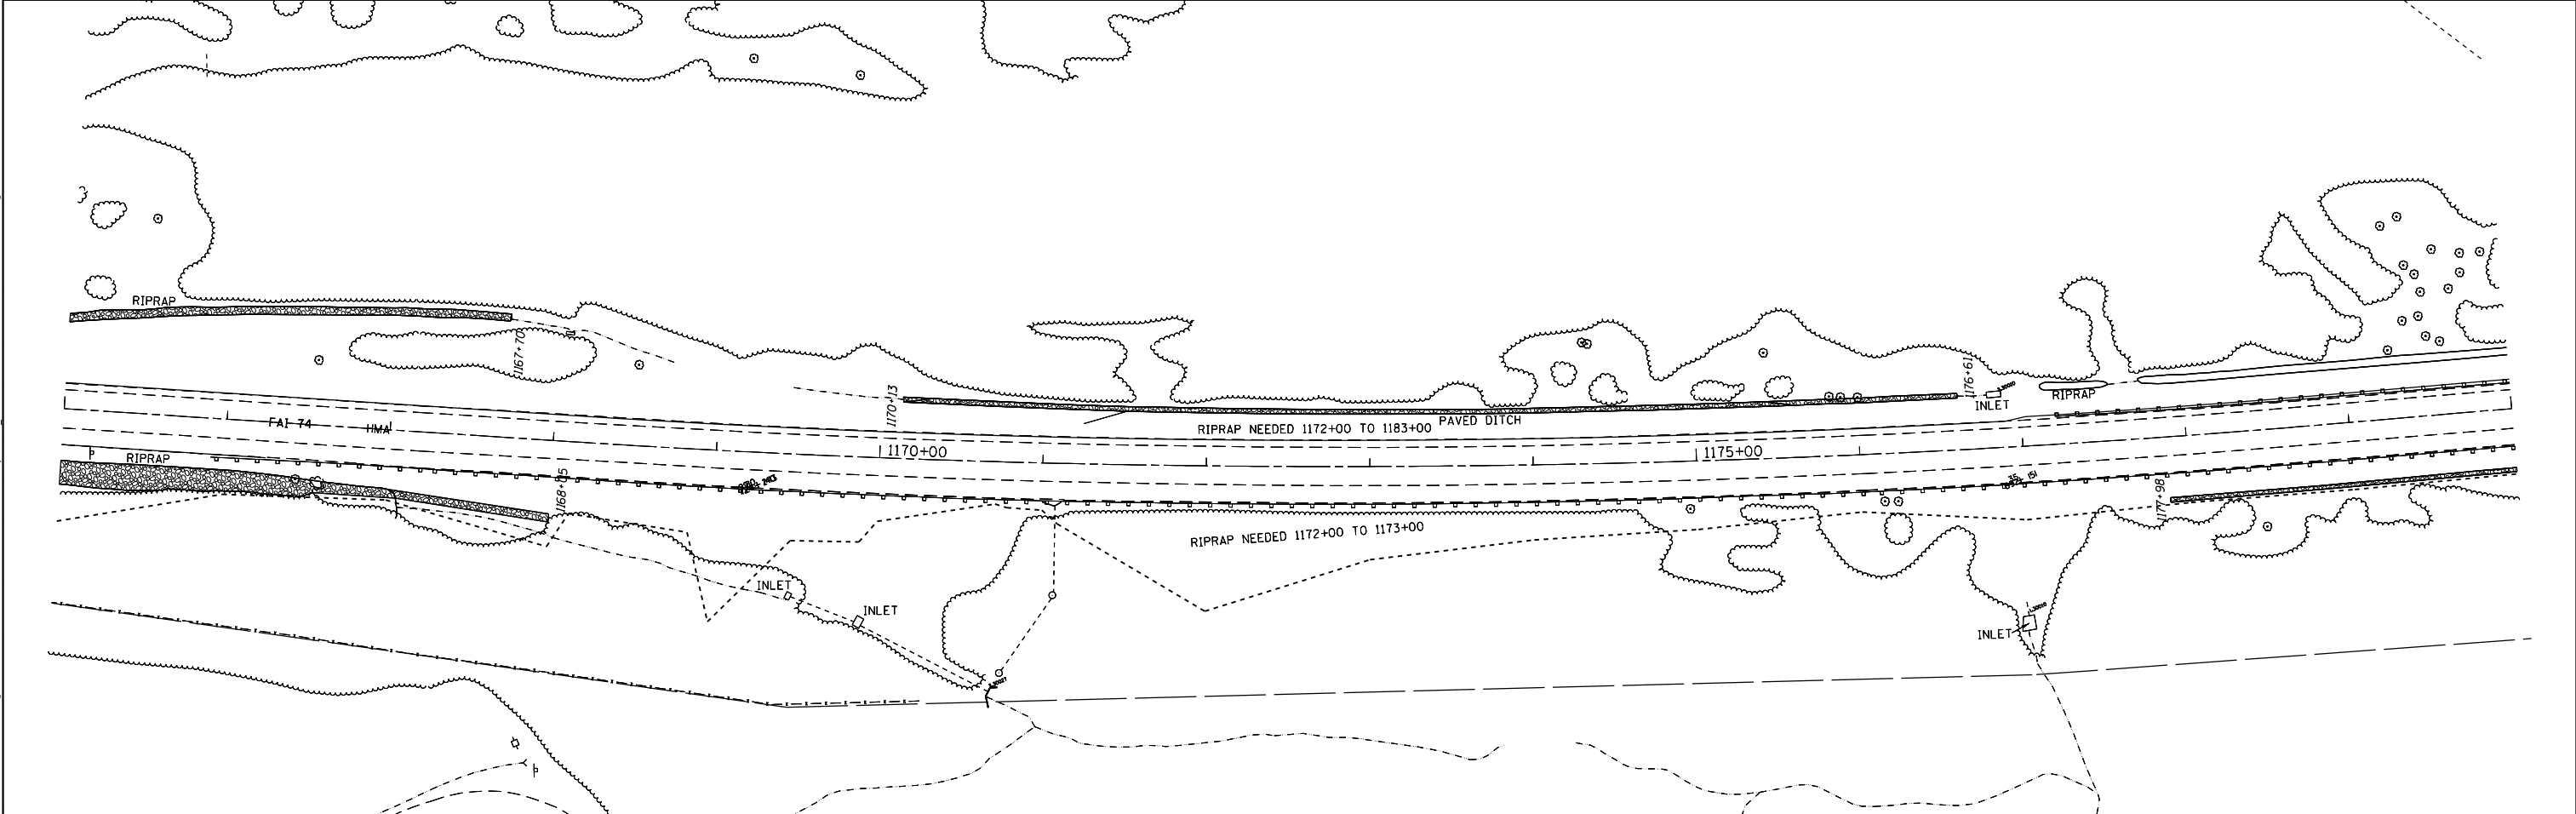 RIPRAP
1167+70
1170+13
1176+61
INLET
RIPRAP
FAI 74
HMA
RIPRAP NEEDED 1172+00 TO 1183+00
PAVED DITCH
1170+00
1175+00
RIPRAP
1168+05
1177+98
RIPRAP NEEDED 1172+00 TO 1173+00
INLET
INLET
INLET